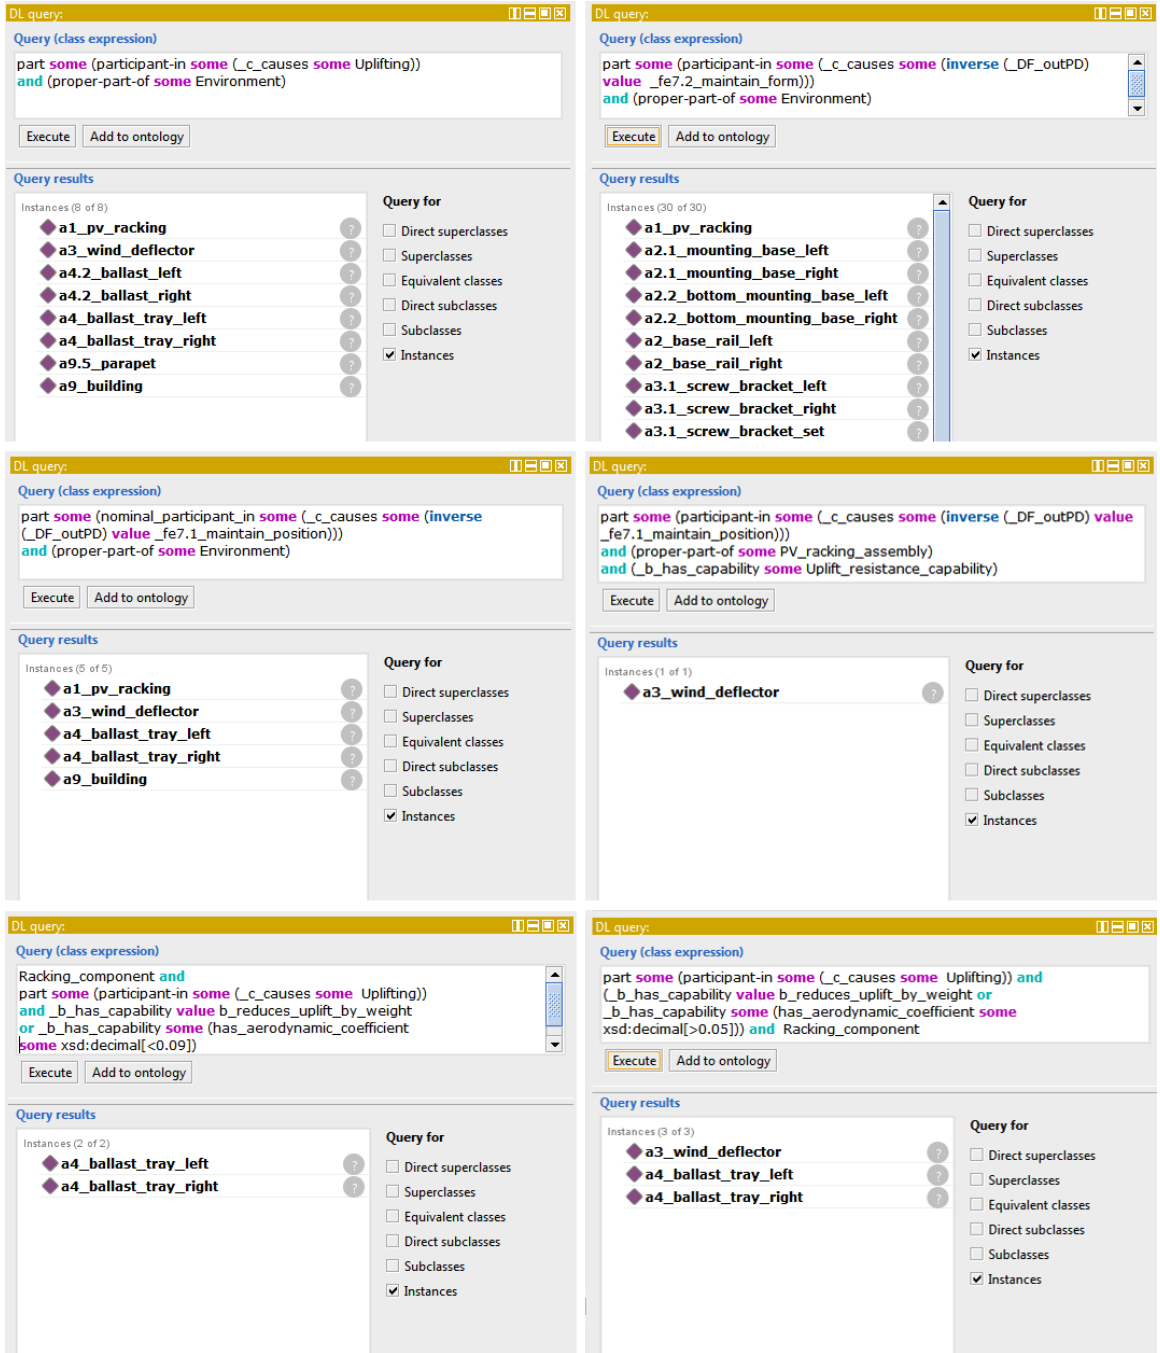 DL query:
Query (class expression)
part some (participant-in some (_c_causes some Uplifting))
and (proper-part-of some Environment)
Execute Add to ontology
Query results
Instances (8 of 8)
a1_pv_racking
a3_wind_deflector
a4.2_ballast_left
a4.2_ballast_right
a4_ballast_tray_left
a4_ballast_tray_right
a9.5_parapet
a9_building
Query for
Direct superclasses
Superclasses
Equivalent classes
Direct subclasses
Subclasses
Instances
DL query:
Query (class expression)
part some (participant-in some (_c_causes some (inverse (_DF_outPD)
value _fe7.2_maintain_form)))
and (proper-part-of some Environment)
Execute Add to ontology
Query results
Instances (30 of 30)
a1_pv_racking
a2.1_mounting_base_left
a2.1_mounting_base_right
a2.2_bottom_mounting_base_left
a2.2_bottom_mounting_base_right
a2_base_rail_left
a2_base_rail_right
a3.1_screw_bracket_left
a3.1_screw_bracket_right
a3.1_screw_bracket_set
Query for
Direct superclasses
Superclasses
Equivalent classes
Direct subclasses
Subclasses
Instances
DL query:
Query (class expression)
part some (nominal_participant_in some (_c_causes some (inverse
(_DF_outPD) value _fe7.1_maintain_position)))
and (proper-part-of some Environment)
Execute Add to ontology
Query results
Instances (5 of 5)
a1_pv_racking
a3_wind_deflector
a4_ballast_tray_left
a4_ballast_tray_right
a9_building
Query for
Direct superclasses
Superclasses
Equivalent classes
Direct subclasses
Subclasses
Instances
DL query:
Query (class expression)
part some (participant-in some (_c_causes some (inverse (_DF_outPD) value
_fe7.1_maintain_position)))
and (proper-part-of some PV_racking_assembly)
and (_b_has_capability some Uplift_resistance_capability)
Execute Add to ontology
Query results
Instances (1 of 1)
a3_wind_deflector
Query for
Direct superclasses
Superclasses
Equivalent classes
Direct subclasses
Subclasses
Instances
DL query:
Query (class expression)
Racking_component and
part some (participant-in some (_c_causes some Uplifting))
and _b_has_capability value b_reduces_uplift_by_weight
or _b_has_capability some (has_aerodynamic_coefficient
some xsd:decimal[<0.09])
Execute Add to ontology
Query results
Instances (2 of 2)
a4_ballast_tray_left
a4_ballast_tray_right
Query for
Direct superclasses
Superclasses
Equivalent classes
Direct subclasses
Subclasses
Instances
DL query:
Query (class expression)
part some (participant-in some (_c_causes some Uplifting)) and
(_b_has_capability value b_reduces_uplift_by_weight or
_b_has_capability some (has_aerodynamic_coefficient some
xsd:decimal[>0.05])) and Racking_component
Execute Add to ontology
Query results
Instances (3 of 3)
a3_wind_deflector
a4_ballast_tray_left
a4_ballast_tray_right
Query for
Direct superclasses
Superclasses
Equivalent classes
Direct subclasses
Subclasses
Instances